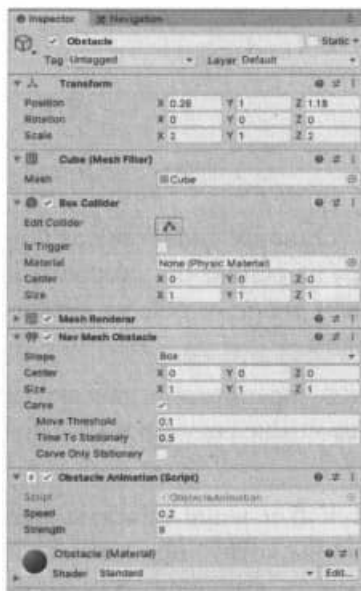 Inspector Navigation
Obstacle Static
Tag Untagged Layer Default
Transform
Position X 0.26 Y 1 Z 1.18
Rotation X 0 Y 0 Z 0
Scale X 2 Y 1 Z 2
Cube (Mesh Filter)
Mesh Cube
Box Collider
Edit Collider
Is Trigger
Material None (Physic Material)
Center X 0 Y 0 Z 0
Size X 1 Y 1 Z 1
Mesh Renderer
Nav Mesh Obstacle
Shape Box
Center X 0 Y 0 Z 0
Size X 1 Y 1 Z 1
Carve
Move Threshold 0.1
Time To Stationary 0.5
Carve Only Stationary
# Obstacle Animation (Script)
Script ObstacleAnimation
Speed 0.2
Strength 9
Obstacle (Material)
Shader Standard Edit...